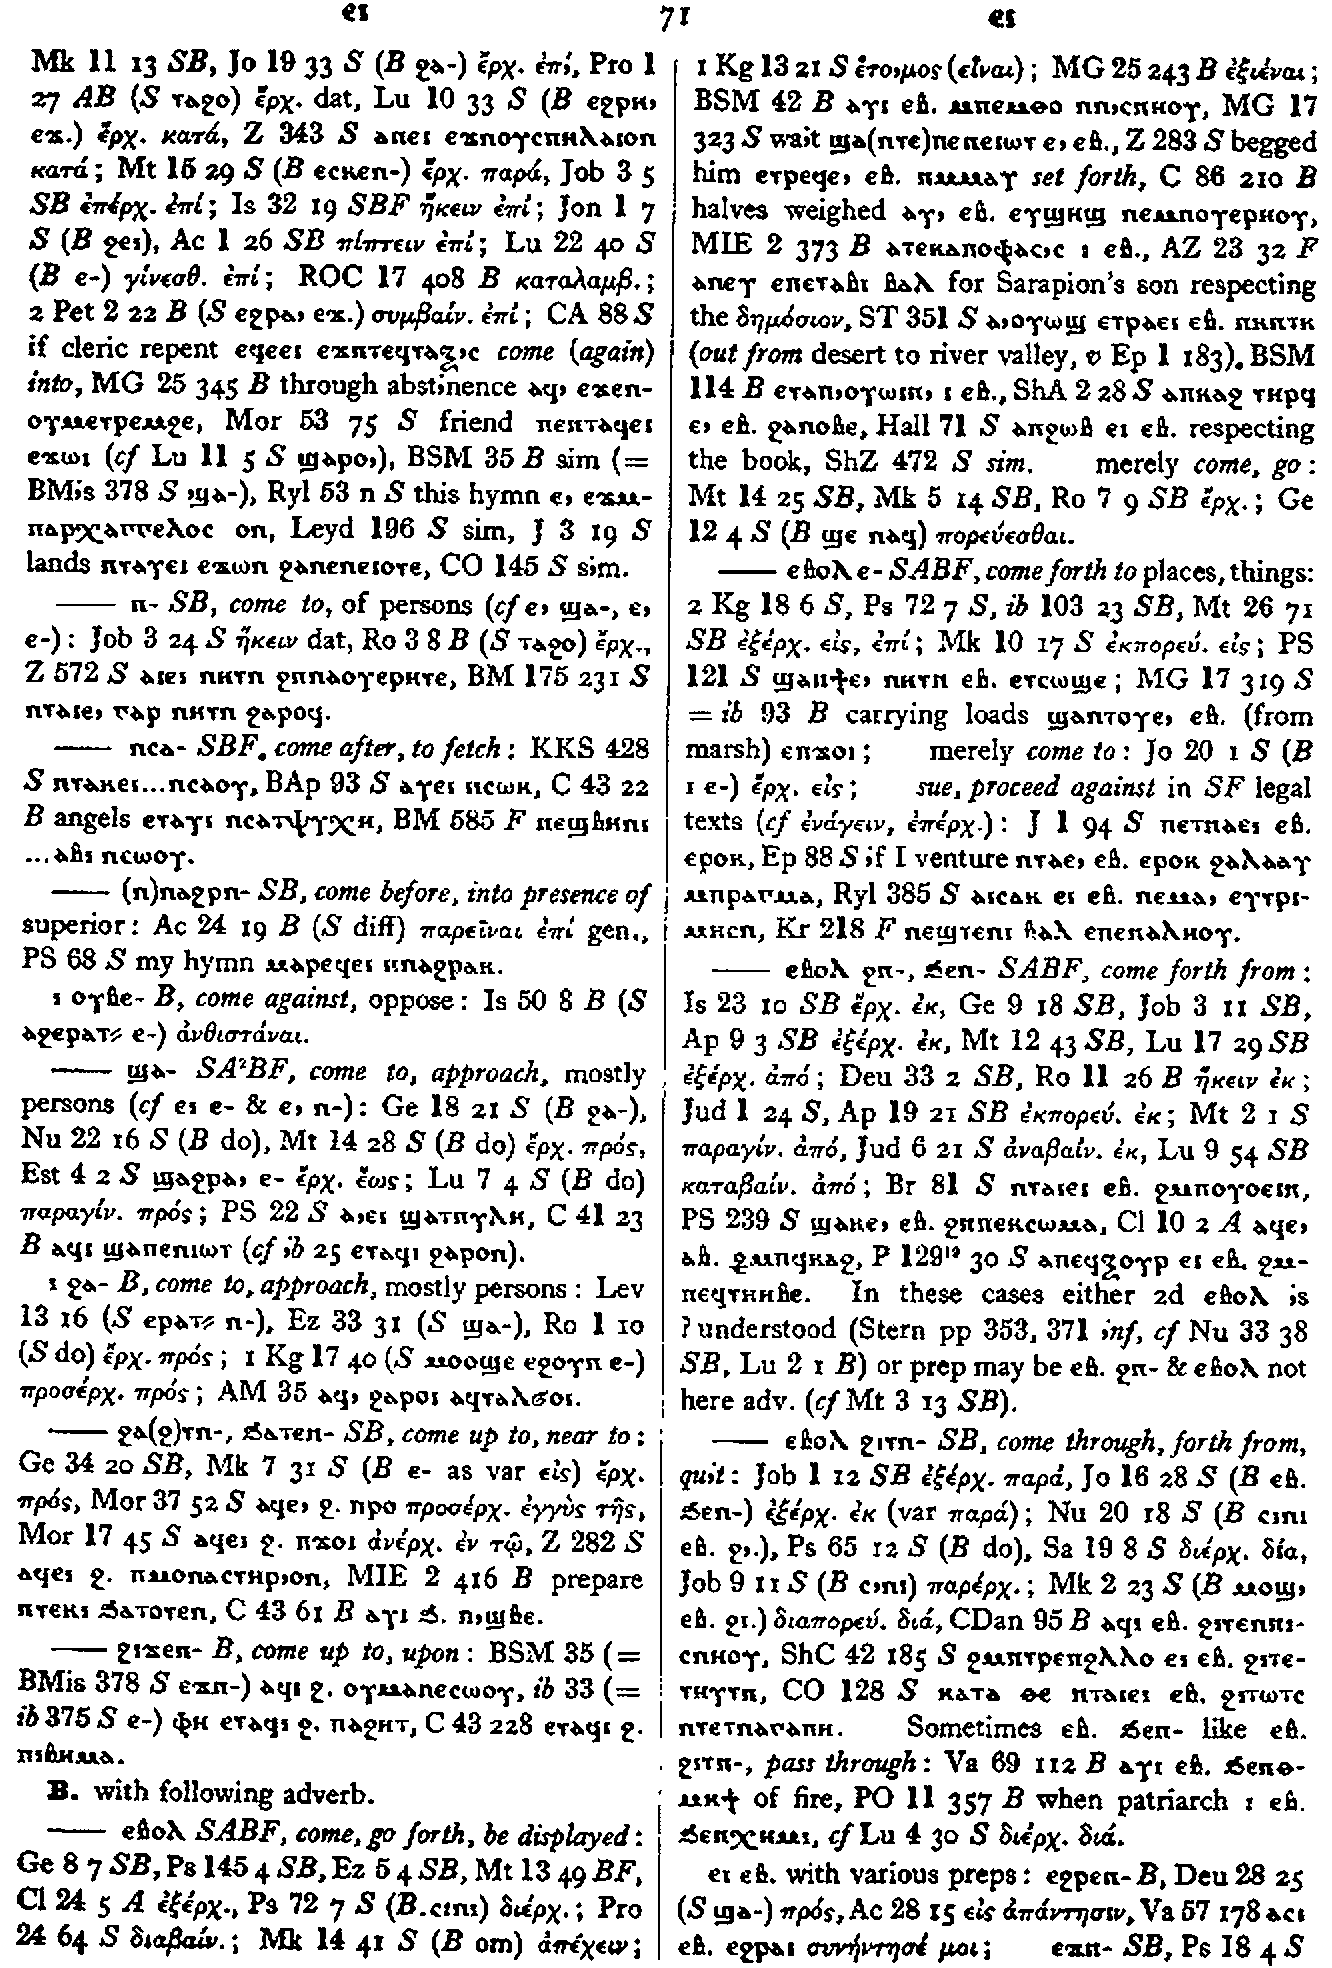 ⲉⲓ 71 ⲉⲓ
Mk 11 13 SB, Jo 19 33 S (B ϩⲁ-) ἔρχ. ἐπί, Pro 1
27 AB (S ⲧⲁϩⲟ) ἔρχ. dat, Lu 10 33 S (B ⲉϩⲣⲏⲓ
ⲉϫ.) ἔρχ. κατά, Z 343 S ⲁⲛⲉⲓ ⲉϫⲛⲟⲩⲥⲡⲏⲗⲁⲓⲟⲛ
κατά; Mt 15 29 S (B ⲉⲥⲕⲉⲛ-) ἔρχ. παρά, Job 3 5
SB ἐπέρχ. ἐπί; Is 32 19 SBF ἥκειν ἐπί; Jon 1 7
S (B ϩⲉⲓ), Ac 1 26 SB πίπτειν ἐπί; Lu 22 40 S
(B ⲉ-) γίνεσθ. ἐπί; ROC 17 408 B καταλαμβ.;
2 Pet 2 22 B (S ⲉϩⲣⲁⲓ ⲉϫ.) συμβαίν. ἐπί; CA 88 S
if cleric repent ⲉϥⲉⲉⲓ ⲉϫⲛⲧⲉϥⲧⲁⲝⲓⲥ come (again)
into, MG 25 345 B through abstinence ⲁϥⲓ ⲉϫⲉⲛ-
ⲟⲩⲙⲉⲧⲣⲉⲙϩⲉ, Mor 53 75 S friend ⲡⲉⲛⲧⲁϥⲉⲓ
ⲉϫⲱⲓ (cf Lu 11 5 S ϣⲁⲣⲟⲓ), BSM 35 B sim (=
BMis 378 S ⲓϣⲁ-), Ryl 53 n S this hymn ⲉⲓ ⲉϫⲙ-
ⲡⲁⲣⲭⲁⲅⲅⲉⲗⲟⲥ ⲟⲛ, Leyd 196 S sim, J 3 19 S
lands ⲛⲧⲁⲩⲉⲓ ⲉϫⲱⲛ ϩⲁⲛⲉⲛⲉⲓⲟⲧⲉ, CO 145 S sim.
—— ⲛ- SB, come to, of persons (cf ⲉⲓ ϣⲁ-, ⲉⲓ
ⲉ-): Job 3 24 S ἥκειν dat, Ro 3 8 B (S ⲧⲁϩⲟ) ἔρχ.,
Z 572 S ⲁⲓⲉⲓ ⲛⲏⲧⲛ ϩⲛⲛⲁⲟⲩⲉⲣⲏⲧⲉ, BM 175 231 S
ⲛⲧⲁⲓⲉⲓ ⲅⲁⲣ ⲛⲏⲧⲛ ϩⲁⲣⲟϥ.
—— ⲛⲥⲁ- SBF, come after, to fetch: KKS 428
S ⲛⲧⲁⲕⲉⲓ...ⲛⲥⲁⲟⲩ, BAp 93 S ⲁⲩⲉⲓ ⲛⲥⲱⲕ, C 43 22
B angels ⲉⲧⲁⲩⲓ ⲛⲥⲁⲧⲯⲩⲭⲏ, BM 585 F ⲡⲉϣⲃⲏⲡⲓ
...ⲁⲃⲓ ⲛⲥⲱⲟⲩ.
—— (ⲛ)ⲛⲁϩⲣⲛ- SB, come before, into presence of
superior: Ac 24 19 B (S diff) παρεῖναι ἐπί gen.,
PS 68 S my hymn ⲙⲁⲣⲉϥⲉⲓ ⲛⲛⲁϩⲣⲁⲕ.
ⲓ ⲟⲩⲃⲉ- B, come against, oppose: Is 50 8 B (S
ⲁϩⲉⲣⲁⲧ⸗ ⲉ-) ἀνθιστάναι.
—— ϣⲁ- SA²BF, come to, approach, mostly
persons (cf ⲉⲓ ⲉ- & ⲉⲓ ⲛ-): Ge 18 21 S (B ϩⲁ-),
Nu 22 16 S (B do), Mt 14 28 S (B do) ἔρχ. πρός,
Est 4 2 S ϣⲁϩⲣⲁⲓ ⲉ- ἔρχ. ἕως; Lu 7 4 S (B do)
παραγίν. πρός; PS 22 S ⲁⲓⲉⲓ ϣⲁⲧⲡⲩⲗⲏ, C 41 23
B ⲁϥⲓ ϣⲁⲡⲉⲛⲓⲱⲧ (cf ib 25 ⲉⲧⲁϥⲓ ϩⲁⲣⲟⲛ).
ⲓ ϩⲁ- B, come to, approach, mostly persons: Lev
13 16 (S ⲉⲣⲁⲧ⸗ ⲛ-), Ez 33 31 (S ϣⲁ-), Ro 1 10
(S do) ἔρχ. πρός; 1 Kg 17 40 (S ⲙⲟⲟϣⲉ ⲉϩⲟⲩⲛ ⲉ-)
προσέρχ. πρός; AM 35 ⲁϥⲓ ϩⲁⲣⲟⲓ ⲁϥⲧⲁⲗϭⲟⲓ.
—— ϩⲁ(ϩ)ⲧⲛ-, ϧⲁⲧⲉⲛ- SB, come up to, near to:
Ge 34 20 SB, Mk 7 31 S (B ⲉ- as var εἰς) ἔρχ.
πρός, Mor 37 52 S ⲁϥⲉⲓ ϩ. ⲡⲣⲟ προσέρχ. ἐγγὺς τῆς,
Mor 17 45 S ⲁϥⲉⲓ ϩ. ⲡϫⲟⲓ ἀνέρχ. ἐν τῷ, Z 282 S
ⲁϥⲉⲓ ϩ. ⲡⲙⲟⲛⲁⲥⲧⲏⲣⲓⲟⲛ, MIE 2 416 B prepare
ⲛⲧⲉⲕⲓ ϧⲁⲧⲟⲧⲉⲛ, C 43 61 B ⲁⲩⲓ ϧ. ⲡⲓϣⲃⲉ.
—— ϩⲓϫⲉⲛ- B, come up to, upon: BSM 35 (=
BMis 378 S ⲉϫⲛ-) ⲁϥⲓ ϩ. ⲟⲩⲙⲁⲛⲉⲥⲱⲟⲩ, ib 33 (=
ib 375 S ⲉ-) ⲫⲏ ⲉⲧⲁϥⲓ ϩ. ⲡⲁϩⲏⲧ, C 43 228 ⲉⲧⲁϥⲓ ϩ.
ⲡⲓⲃⲏⲙⲁ.
B. with following adverb.
—— ⲉⲃⲟⲗ SABF, come, go forth, be displayed:
Ge 8 7 SB, Ps 145 4 SB, Ez 5 4 SB, Mt 13 49 BF,
Cl 24 5 A ἐξέρχ., Ps 72 7 S (B ⲥⲓⲛⲓ) διέρχ.; Pro
24 64 S διαβαίν.; Mk 14 41 S (B om) ἀπέχειν;
1 Kg 13 21 S ἑτοιμος (εἶναι); MG 25 243 B ἐξιέναι;
BSM 42 B ⲁⲩⲓ ⲉⲃ. ⲙⲡⲉⲙⲑⲟ ⲛⲛⲓⲥⲛⲏⲟⲩ, MG 17
323 S wait ϣⲁ(ⲛⲧⲉ)ⲡⲉⲛⲉⲓⲱⲧ ⲉⲓ ⲉⲃ., Z 283 S begged
him ⲉⲧⲣⲉϥⲉⲓ ⲉⲃ. ⲛⲙⲙⲁⲩ set forth, C 86 210 B
halves weighed ⲁⲩⲓ ⲉⲃ. ⲉⲩϣⲏϣ ⲛⲉⲙⲛⲟⲩⲉⲣⲏⲟⲩ,
MIE 2 373 B ⲁⲧⲉⲕⲁⲡⲟⲫⲁⲥⲓⲥ ⲓ ⲉⲃ., AZ 23 32 F
ⲁⲛⲉⲩ ⲉⲡⲉⲧⲁⲃⲓ ⲃⲁⲗ for Sarapion's son respecting
the δημόσιον, ST 351 S ⲁⲓⲟⲩⲱϣ ⲉⲧⲣⲁⲉⲓ ⲉⲃ. ⲛⲕⲡⲧⲕ
(out from desert to river valley, v Ep 1 183), BSM
114 B ⲉⲧⲁⲡⲓⲟⲩⲱⲓⲛⲓ ⲓ ⲉⲃ., ShA 2 28 S ⲁⲡⲕⲁϩ ⲧⲏⲣϥ
ⲉⲓ ⲉⲃ. ϩⲁⲛⲟⲃⲉ, Hall 71 S ⲁⲡϩⲱⲃ ⲉⲓ ⲉⲃ. respecting
the book, ShZ 472 S sim. merely come, go:
Mt 14 25 SB, Mk 5 14 SB, Ro 7 9 SB ἔρχ.; Ge
12 4 S (B ϣⲉ ⲛⲁϥ) πορεύεσθαι.
—— ⲉⲃⲟⲗ ⲉ- SABF, come forth to places, things:
2 Kg 18 6 S, Ps 72 7 S, ib 103 23 SB, Mt 26 71
SB ἐξέρχ. εἰς, ἐπί; Mk 10 17 S ἐκπορεύ. εἰς; PS
121 S ϣⲁⲛϯⲉⲓ ⲛⲏⲧⲛ ⲉⲃ. ⲉⲧⲥⲱϣⲉ; MG 17 319 S
= ib 93 B carrying loads ϣⲁⲛⲧⲟⲩⲉⲓ ⲉⲃ. (from
marsh) ⲉⲡϫⲟⲓ; merely come to: Jo 20 1 S (B
ⲓ ⲉ-) ἔρχ. εἰς; sue, proceed against in SF legal
texts (cf ἐνάγειν, ἐπέρχ.): J 1 94 S ⲡⲉⲧⲛⲁⲉⲓ ⲉⲃ.
ⲉⲣⲟⲕ, Ep 88 S if I venture ⲛⲧⲁⲉⲓ ⲉⲃ. ⲉⲣⲟⲕ ϩⲁⲗⲁⲁⲩ
ⲙⲡⲣⲁⲅⲙⲁ, Ryl 385 S ⲁⲓⲥⲁⲕ ⲉⲓ ⲉⲃ. ⲛⲉⲙⲁⲓ ⲉⲩⲧⲣⲓ-
ⲙⲏⲥⲛ, Kr 218 F ⲡⲉϣⲧⲉⲛⲓ ⲃⲁⲗ ⲉⲛⲉⲛⲁⲗⲏⲟⲩ.
—— ⲉⲃⲟⲗ ϩⲛ-, ϧⲉⲛ- SABF, come forth from:
Is 23 10 SB ἔρχ. ἐκ, Ge 9 18 SB, Job 3 11 SB,
Ap 9 3 SB ἐξέρχ. ἐκ, Mt 12 43 SB, Lu 17 29 SB
ἐξέρχ. ἀπό; Deu 33 2 SB, Ro 11 26 B ἥκειν ἐκ;
Jud 1 24 S, Ap 19 21 SB ἐκπορεύ. ἐκ; Mt 2 1 S
παραγίν. ἀπό, Jud 6 21 S ἀναβαίν. ἐκ, Lu 9 54 SB
καταβαίν. ἀπό; Br 81 S ⲛⲧⲁⲓⲉⲓ ⲉⲃ. ϩⲙⲡⲟⲩⲟⲉⲓⲛ,
PS 239 S ϣⲁⲕⲉⲓ ⲉⲃ. ϩⲛⲛⲉⲕⲥⲱⲙⲁ, Cl 10 2 A ⲁϥⲉⲓ
ⲁⲃ. ϩⲙⲡϥⲕⲁϩ, P 129¹⁹ 30 S ⲁⲡⲉϥϩⲟⲩⲣ ⲉⲓ ⲉⲃ. ϩⲙ-
ⲡⲉϥⲧⲏⲏⲃⲉ. In these cases either 2d ⲉⲃⲟⲗ is
? understood (Stern pp 353, 371 inf, cf Nu 33 38
SB, Lu 2 1 B) or prep may be ⲉⲃ. ϩⲛ- & ⲉⲃⲟⲗ not
here adv. (cf Mt 3 13 SB).
—— ⲉⲃⲟⲗ ϩⲓⲧⲛ- SB, come through, forth from,
quit: Job 1 12 SB ἐξέρχ. παρά, Jo 16 28 S (B ⲉⲃ.
ϧⲉⲛ-) ἐξέρχ. ἐκ (var παρά); Nu 20 18 S (B ⲥⲓⲛⲓ
ⲉⲃ. ϩⲓ.), Ps 65 12 S (B do), Sa 19 8 S διέρχ. δία,
Job 9 11 S (B ⲥⲓⲛⲓ) παρέρχ.; Mk 2 23 S (B ⲙⲟϣⲓ
ⲉⲃ. ϩⲓ.) διαπορεύ. διά, CDan 95 B ⲁϥⲓ ⲉⲃ. ϩⲓⲧⲉⲛⲛⲓ-
ⲥⲛⲏⲟⲩ, ShC 42 185 S ϩⲙⲡⲧⲣⲉⲡϩⲗⲗⲟ ⲉⲓ ⲉⲃ. ϩⲓⲧⲉ-
ⲧⲏⲩⲧⲛ, CO 128 S ⲕⲁⲧⲁ ⲑⲉ ⲛⲧⲁⲓⲉⲓ ⲉⲃ. ϩⲓⲧⲱⲧⲥ
ⲛⲧⲉⲧⲛⲁⲅⲁⲡⲏ. Sometimes ⲉⲃ. ϧⲉⲛ- like ⲉⲃ.
ϩⲓⲧⲛ-, pass through: Va 69 112 B ⲁⲩⲓ ⲉⲃ. ϧⲉⲛⲑ-
ⲙⲏϯ of fire, PO 11 357 B when patriarch ⲓ ⲉⲃ.
ϧⲉⲛⲭⲏⲙⲓ, cf Lu 4 30 S διέρχ. διά.
ⲉⲓ ⲉⲃ. with various preps: ⲉϩⲣⲉⲛ- B, Deu 28 25
(S ϣⲁ-) πρός, Ac 28 15 εἰς ἀπάντησιν, Va 57 178 ⲁⲥⲓ
ⲉⲃ. ⲉϩⲣⲁⲓ συνήντησέ μοι; ⲉϫⲛ- SB, Ps 18 4 S